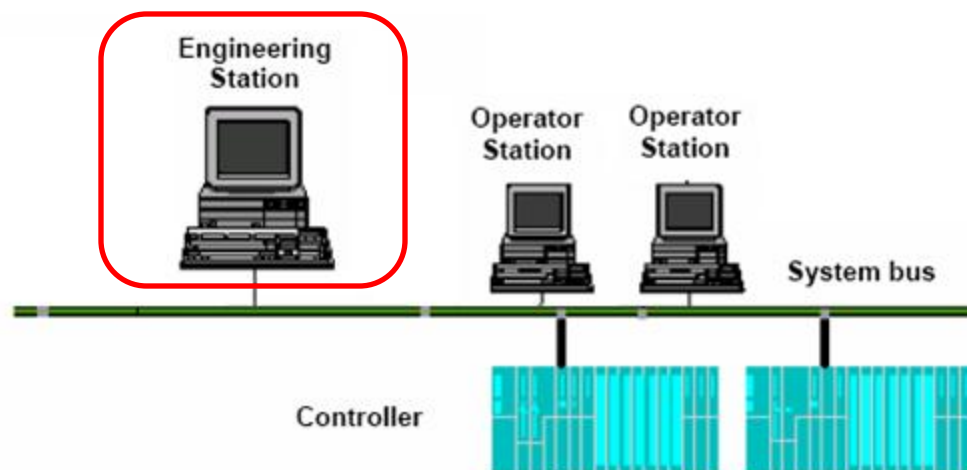 Engineering
Station
Operator
Station
Operator
Station
System bus
Controller